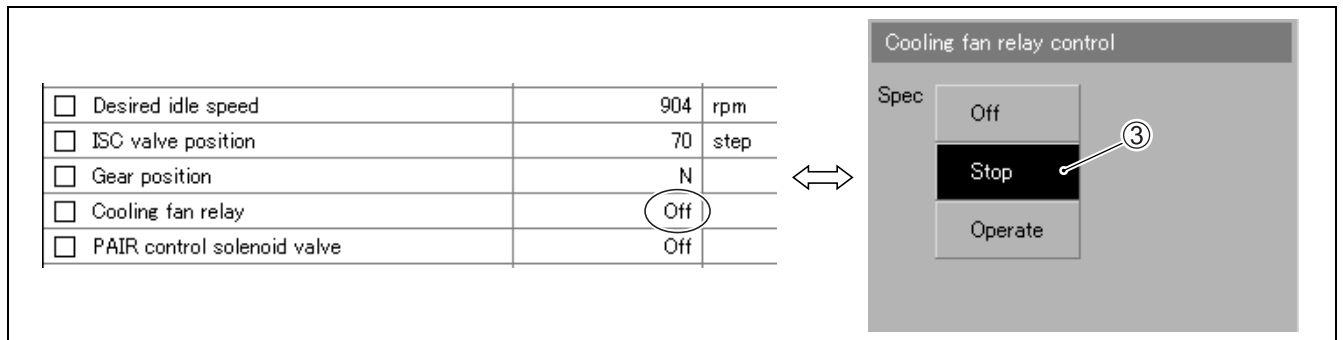 Desired idle speed 904 rpm
ISC valve position 70 step
Gear position N
Cooling fan relay Off
PAIR control solenoid valve Off
Cooling fan relay control
Spec Off
Stop ③
Operate